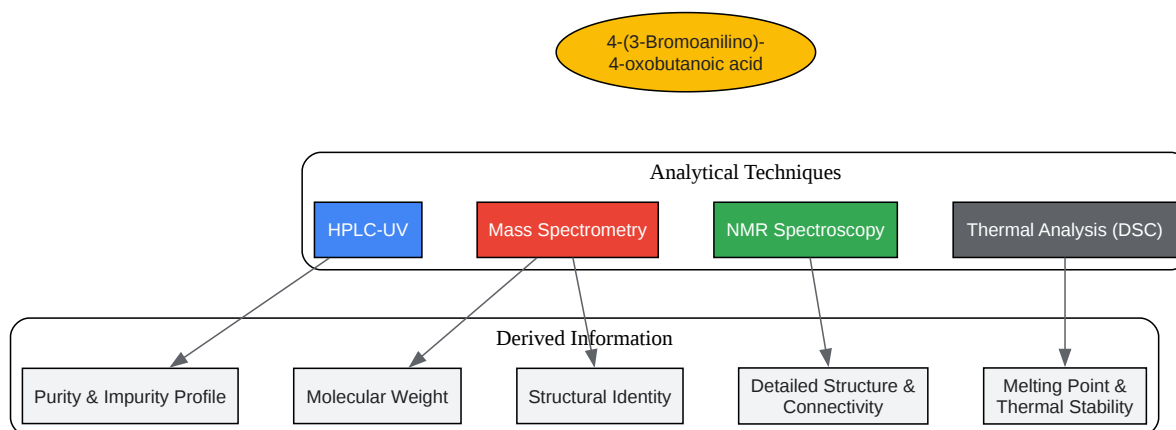 4-(3-Bromoanilino)-
4-oxobutanoic acid
Analytical Techniques
HPLC-UV
Mass Spectrometry
NMR Spectroscopy
Thermal Analysis (DSC)
Derived Information
Purity & Impurity Profile
Molecular Weight
Structural Identity
Detailed Structure &
Connectivity
Melting Point &
Thermal Stability